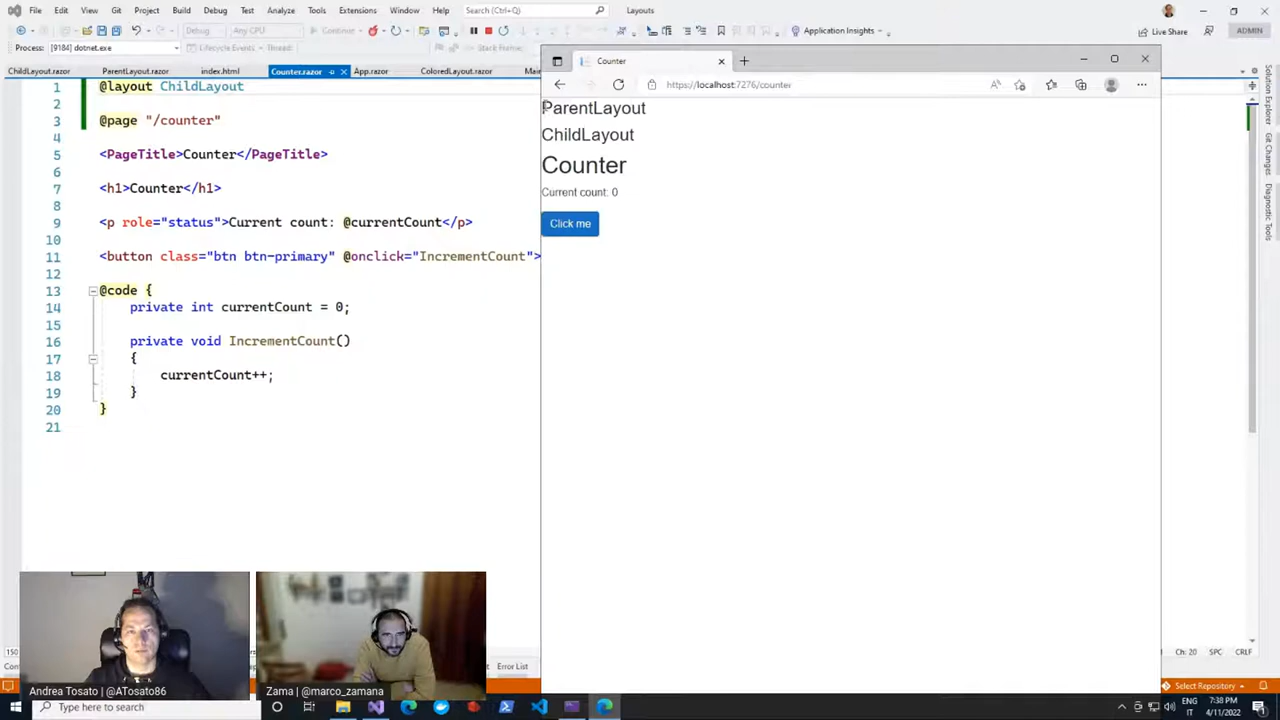 File Edit View Git Project Build Debug Test Analyze Tools Extensions Window Help Search (Ctrl+Q) Layouts
Debug Any CPU Continue Application Insights Live Share ADMIN
Process: [9184] dotnet.exe Lifecycle Events Thread: Stack Frame:
ChildLayout.razor ParentLayout.razor index.html Counter.razor App.razor ColoredLayout.razor Mair
1 @layout ChildLayout
2
3 @page "/counter"
4
5 <PageTitle>Counter</PageTitle>
6
7 <h1>Counter</h1>
8
9 <p role="status">Current count: @currentCount</p>
10
11 <button class="btn btn-primary" @onclick="IncrementCount">
12
13 @code {
14 private int currentCount = 0;
15
16 private void IncrementCount()
17 {
18 currentCount++;
19 }
20 }
21
Counter
https://localhost:7276/counter
ParentLayout
ChildLayout
Counter
Current count: 0
Click me
Solution Explorer
Git Changes
Diagnostic Tools
150
Ch: 20 SPC CRLF
Error List
Select Repository
Andrea Tosato | @ATosato86
Zama | @marco_zamana
Type here to search
ENG
IT
7:38 PM
4/11/2022